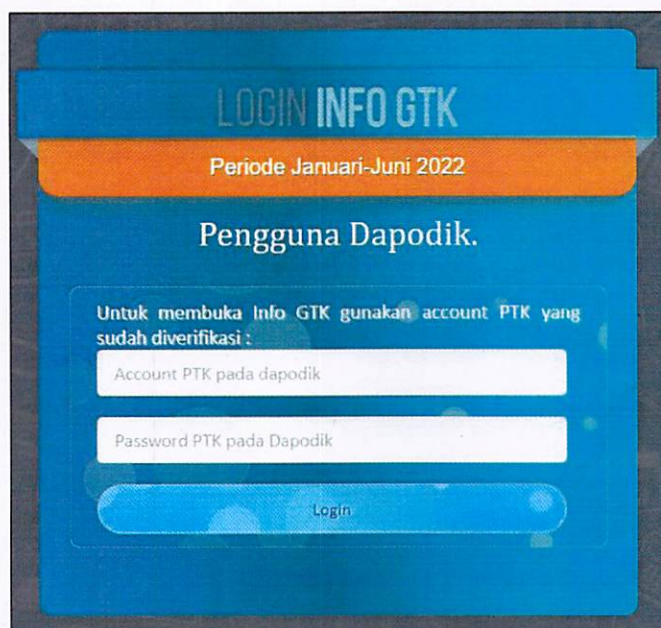 LOGIN INFO GTK
Periode Januari-Juni 2022
Pengguna Dapodik.
Untuk membuka Info GTK gunakan account PTK yang
sudah diverifikasi :
Account PTK pada dapodik
Password PTK pada Dapodik
Login